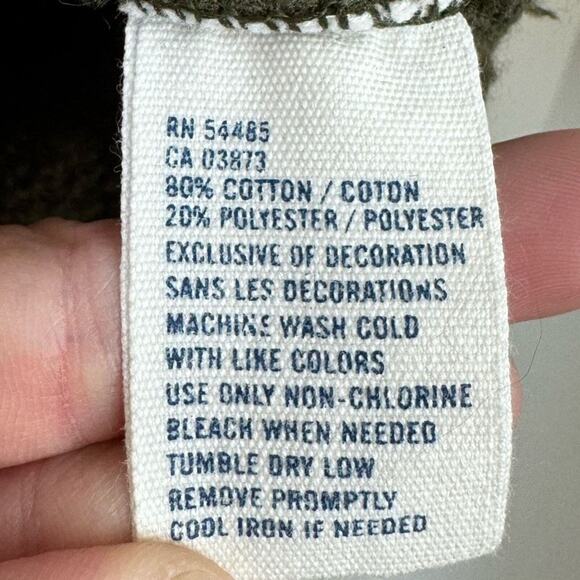 RN 54485
CA 03873
80% COTTON / COTON
20% POLYESTER / POLYESTER
EXCLUSIVE OF DECORATION
SANS LES DECORATIONS
MACHINE WASH COLD
WITH LIKE COLORS
USE ONLY NON-CHLORINE
BLEACH WHEN NEEDED
TUMBLE DRY LOW
REMOVE PROMPTLY
COOL IRON IF NEEDED